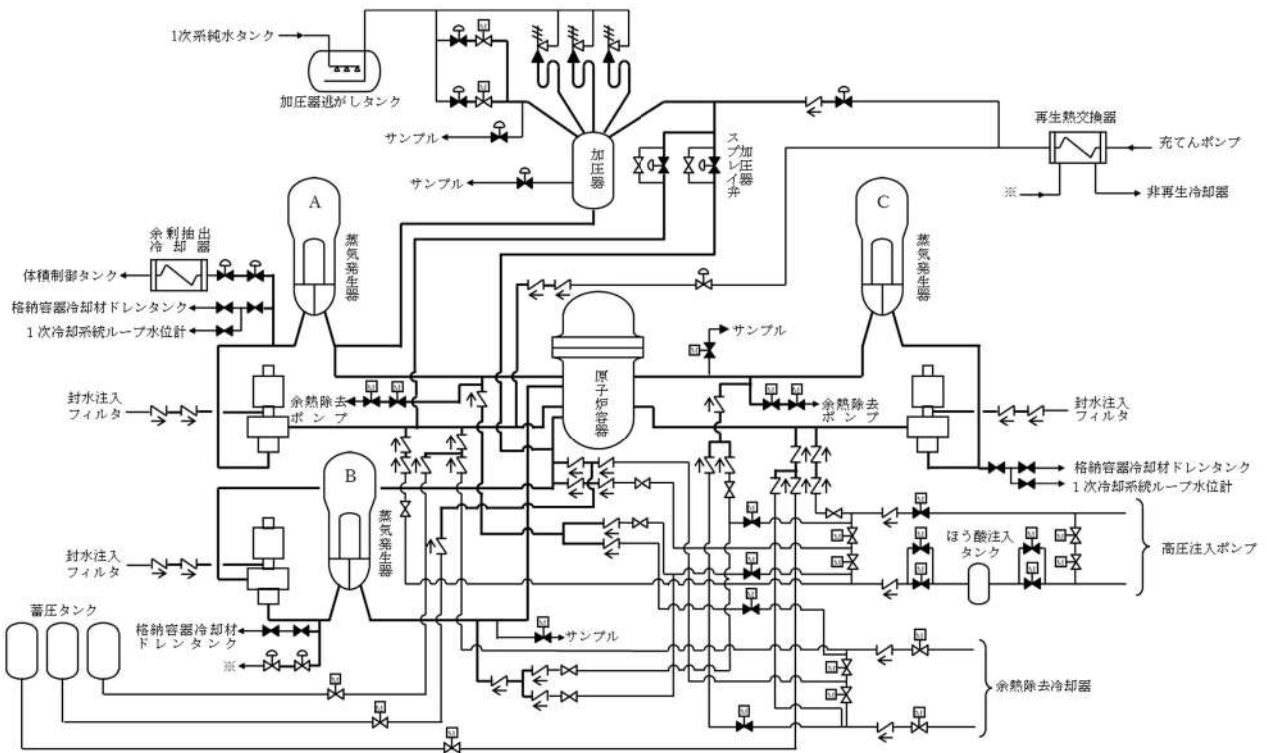 1次系純水タンク
加圧器逃がしタンク
サンプル
サンプル
加圧器
加圧器
スプレイ弁
再生熱交換器
充てんポンプ
※
非再生冷却器
A
蒸気発生器
C
蒸気発生器
余剰抽出
冷却器
体積制御タンク
格納容器冷却材ドレンタンク
1次冷却系統ループ水位計
M
M
サンプル
M
原子炉容器
封水注入
フィルタ
M
M
余熱除去
ポンプ
M
M
余熱除去
ポンプ
封水注入
フィルタ
格納容器冷却材ドレンタンク
1次冷却系統ループ水位計
B
蒸気発生器
封水注入
フィルタ
M
M
M
M
M
M
M
M
M
M
M
M
M
ほう酸注入
タンク
高圧注入ポンプ
蓄圧タンク
格納容器冷却材
ドレンタンク
※
M
サンプル
M
M
M
M
M
M
M
M
余熱除去冷却器